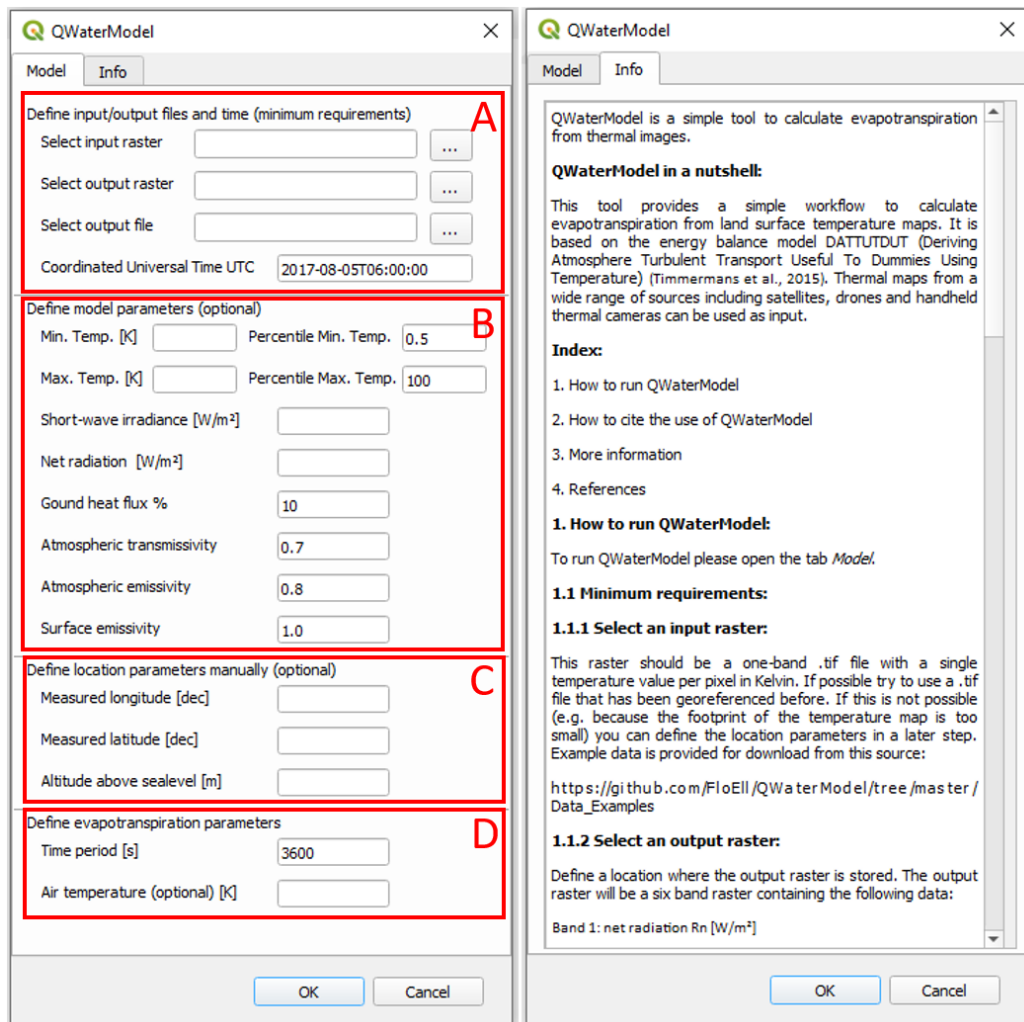 QWaterModel
Model Info
A
Define input/output files and time (minimum requirements)
Select input raster ...
Select output raster ...
Select output file ...
Coordinated Universal Time UTC 2017-08-05T06:00:00
B
Define model parameters (optional)
Min. Temp. [K] Percentile Min. Temp. 0.5
Max. Temp. [K] Percentile Max. Temp. 100
Short-wave irradiance [W/m²]
Net radiation [W/m²]
Gound heat flux % 10
Atmospheric transmissivity 0.7
Atmospheric emissivity 0.8
Surface emissivity 1.0
C
Define location parameters manually (optional)
Measured longitude [dec]
Measured latitude [dec]
Altitude above sealevel [m]
D
Define evapotranspiration parameters
Time period [s] 3600
Air temperature (optional) [K]
OK Cancel
QWaterModel
Model Info
QWaterModel is a simple tool to calculate evapotranspiration
from thermal images.
QWaterModel in a nutshell:
This tool provides a simple workflow to calculate
evapotranspiration from land surface temperature maps. It is
based on the energy balance model DATTUTDUT (Deriving
Atmosphere Turbulent Transport Useful To Dummies Using
Temperature) (Timmermans et al., 2015). Thermal maps from a
wide range of sources including satellites, drones and handheld
thermal cameras can be used as input.
Index:
1. How to run QWaterModel
2. How to cite the use of QWaterModel
3. More information
4. References
1. How to run QWaterModel:
To run QWaterModel please open the tab Model.
1.1 Minimum requirements:
1.1.1 Select an input raster:
This raster should be a one-band .tif file with a single
temperature value per pixel in Kelvin. If possible try to use a .tif
file that has been georeferenced before. If this is not possible
(e.g. because the footprint of the temperature map is too
small) you can define the location parameters in a later step.
Example data is provided for download from this source:
https://github.com/FloEll/QWaterModel/tree/master/
Data_Examples
1.1.2 Select an output raster:
Define a location where the output raster is stored. The output
raster will be a six band raster containing the following data:
Band 1: net radiation Rn [W/m²]
OK Cancel